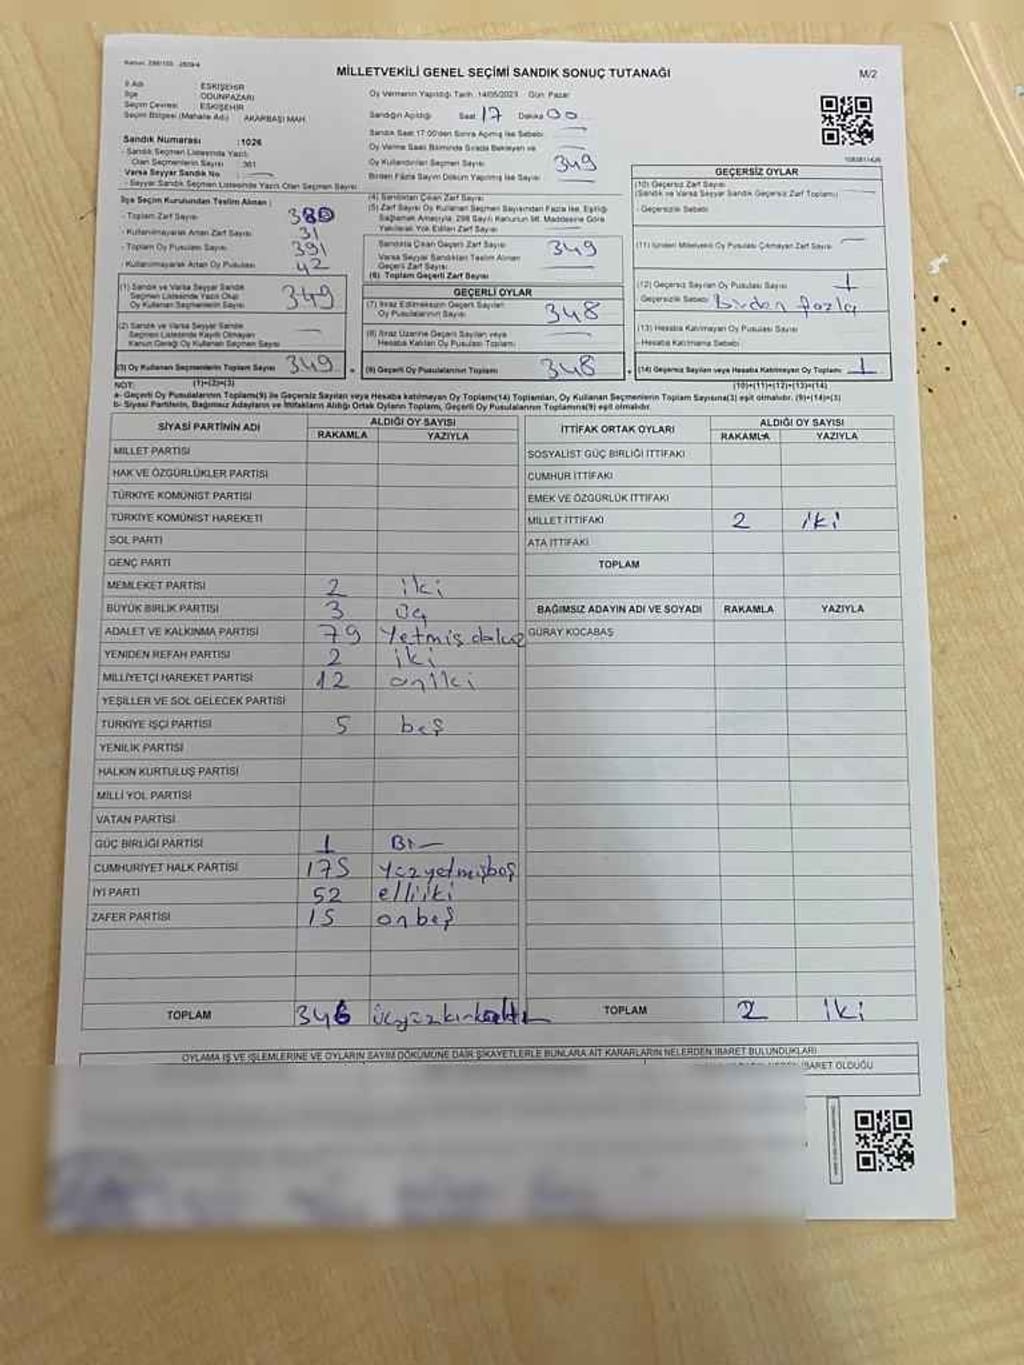 MİLLETVEKİLİ GENEL SEÇİMİ SANDIK SONUÇ TUTANAĞI
M/2
İl Adı : ESKİŞEHİR
İlçe : ODUNPAZARI
Seçim Çevresi : ESKİŞEHİR
Seçim Bölgesi (Mahalle Adı) : AKARBAŞI MAH.
Sandık Numarası : 1026
- Sandık Seçmen Listesinde Yazılı
Olan Seçmenlerin Sayısı : 361
Varsa Seyyar Sandık No :
- Seyyar Sandık Seçmen Listesinde Yazılı Olan Seçmen Sayısı:
Oy Vermenin Yapıldığı Tarih: 14/05/2023 Gün: Pazar
Sandığın Açıldığı Saat 17 Dakika 00
Sandık Saat 17:00'den Sonra Açılmış İse Sebebi:
Oy Verme Saati Bitiminde Sırada Bekleyen ve
Oy Kullandırılan Seçmen Sayısı: 349
Birden Fazla Sayım Döküm Yapılmış İse Sayısı:
İlçe Seçim Kurulundan Teslim Alınan :
- Toplam Zarf Sayısı 380
- Kullanılmayarak Artan Zarf Sayısı 31
- Toplam Oy Pusulası Sayısı 391
- Kullanılmayarak Artan Oy Pusulası 42
(1) Sandık ve Varsa Seyyar Sandık
Seçmen Listesinde Yazılı Olup
Oy Kullanan Seçmenlerin Sayısı 349
(2) Sandık ve Varsa Seyyar Sandık
Seçmen Listesinde Kaydı Olmayan
Kanun Gereği Oy Kullanan Seçmen Sayısı
(3) Oy Kullanan Seçmenlerin Toplam Sayısı 349
(1)+(2)=(3)
(4) Sandıktan Çıkan Zarf Sayısı
(5) Zarf Sayısı Oy Kullanan Seçmen Sayısından Fazla İse, Eşitliği
Sağlamak Amacıyla, 298 Sayılı Kanunun 98. Maddesine Göre
Yakılarak Yok Edilen Zarf Sayısı
Sandıkta Çıkan Geçerli Zarf Sayısı 349
Varsa Seyyar Sandıktan Teslim Alınan
Geçerli Zarf Sayısı
(6) Toplam Geçerli Zarf Sayısı
GEÇERLİ OYLAR
(7) İtiraz Edilmeksizin Geçerli Sayılan
Oy Pusulalarının Sayısı 348
(8) İtiraz Üzerine Geçerli Sayılan veya
Hesaba Katılan Oy Pusulası Toplamı
(9) Geçerli Oy Pusulalarının Toplamı 348
GEÇERSİZ OYLAR
(10) Geçersiz Zarf Sayısı
(Sandık ve Varsa Seyyar Sandık Geçersiz Zarf Toplamı)
- Geçersizlik Sebebi
(11) İçinden Milletvekili Oy Pusulası Çıkmayan Zarf Sayısı
(12) Geçersiz Sayılan Oy Pusulası Sayısı 1
Geçersizlik Sebebi Birden fazla
(13) Hesaba Katılmayan Oy Pusulası Sayısı
- Hesaba Katılmama Sebebi
(14) Geçersiz Sayılan veya Hesaba Katılmayan Oy Toplamı 1
(10)+(11)+(12)+(13)=(14)
NOT:
a- Geçerli Oy Pusulalarının Toplamı(9) ile Geçersiz Sayılan veya Hesaba katılmayan Oy Toplamı(14) Toplamları, Oy Kullanan Seçmenlerin Toplam Sayısına(3) eşit olmalıdır. (9)+(14)=(3)
b- Siyasi Partilerin, Bağımsız Adayların ve İttifakların Aldığı Ortak Oyların Toplamı, Geçerli Oy Pusulalarının Toplamına(9) eşit olmalıdır.
SİYASİ PARTİNİN ADI ALDIĞI OY SAYISI
RAKAMLA YAZIYLA
MİLLET PARTİSİ
HAK VE ÖZGÜRLÜKLER PARTİSİ
TÜRKİYE KOMÜNİST PARTİSİ
TÜRKİYE KOMÜNİST HAREKETİ
SOL PARTİ
GENÇ PARTİ
MEMLEKET PARTİSİ 2 iki
BÜYÜK BİRLİK PARTİSİ 3 üç
ADALET VE KALKINMA PARTİSİ 79 Yetmiş dokuz
YENİDEN REFAH PARTİSİ 2 iki
MİLLİYETÇİ HAREKET PARTİSİ 12 oniki
YEŞİLLER VE SOL GELECEK PARTİSİ
TÜRKİYE İŞÇİ PARTİSİ 5 beş
YENİLİK PARTİSİ
HALKIN KURTULUŞ PARTİSİ
MİLLİ YOL PARTİSİ
VATAN PARTİSİ
GÜÇ BİRLİĞİ PARTİSİ 1 Bir
CUMHURİYET HALK PARTİSİ 175 Yüzyetmişbeş
İYİ PARTİ 52 elliiki
ZAFER PARTİSİ 15 onbeş
TOPLAM 346 üçyüzkırkaltı
İTTİFAK ORTAK OYLARI ALDIĞI OY SAYISI
RAKAMLA YAZIYLA
SOSYALİST GÜÇ BİRLİĞİ İTTİFAKI
CUMHUR İTTİFAKI
EMEK VE ÖZGÜRLÜK İTTİFAKI
MİLLET İTTİFAKI 2 iki
ATA İTTİFAKI
TOPLAM
BAĞIMSIZ ADAYIN ADI VE SOYADI RAKAMLA YAZIYLA
GÜRAY KOCABAŞ
TOPLAM 2 iki
OYLAMA İŞ VE İŞLEMLERİNE VE OYLARIN SAYIM DÖKÜMÜNE DAİR ŞİKAYETLERLE BUNLARA AİT KARARLARIN NELERDEN İBARET BULUNDUKLARI
İBARET OLDUĞU